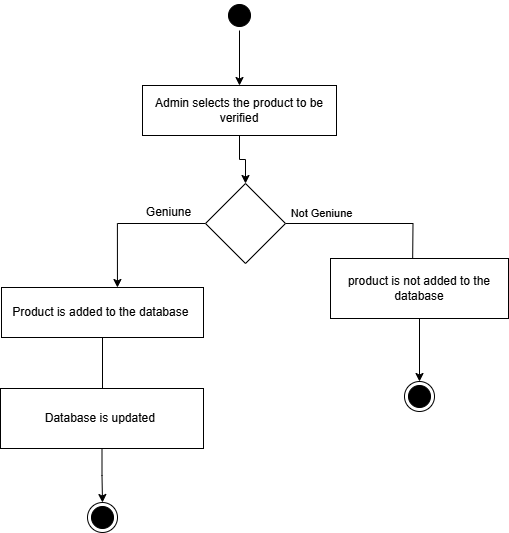 Admin selects the product to be
verified
Geniune
Not Geniune
product is not added to the
database
Product is added to the database
Database is updated